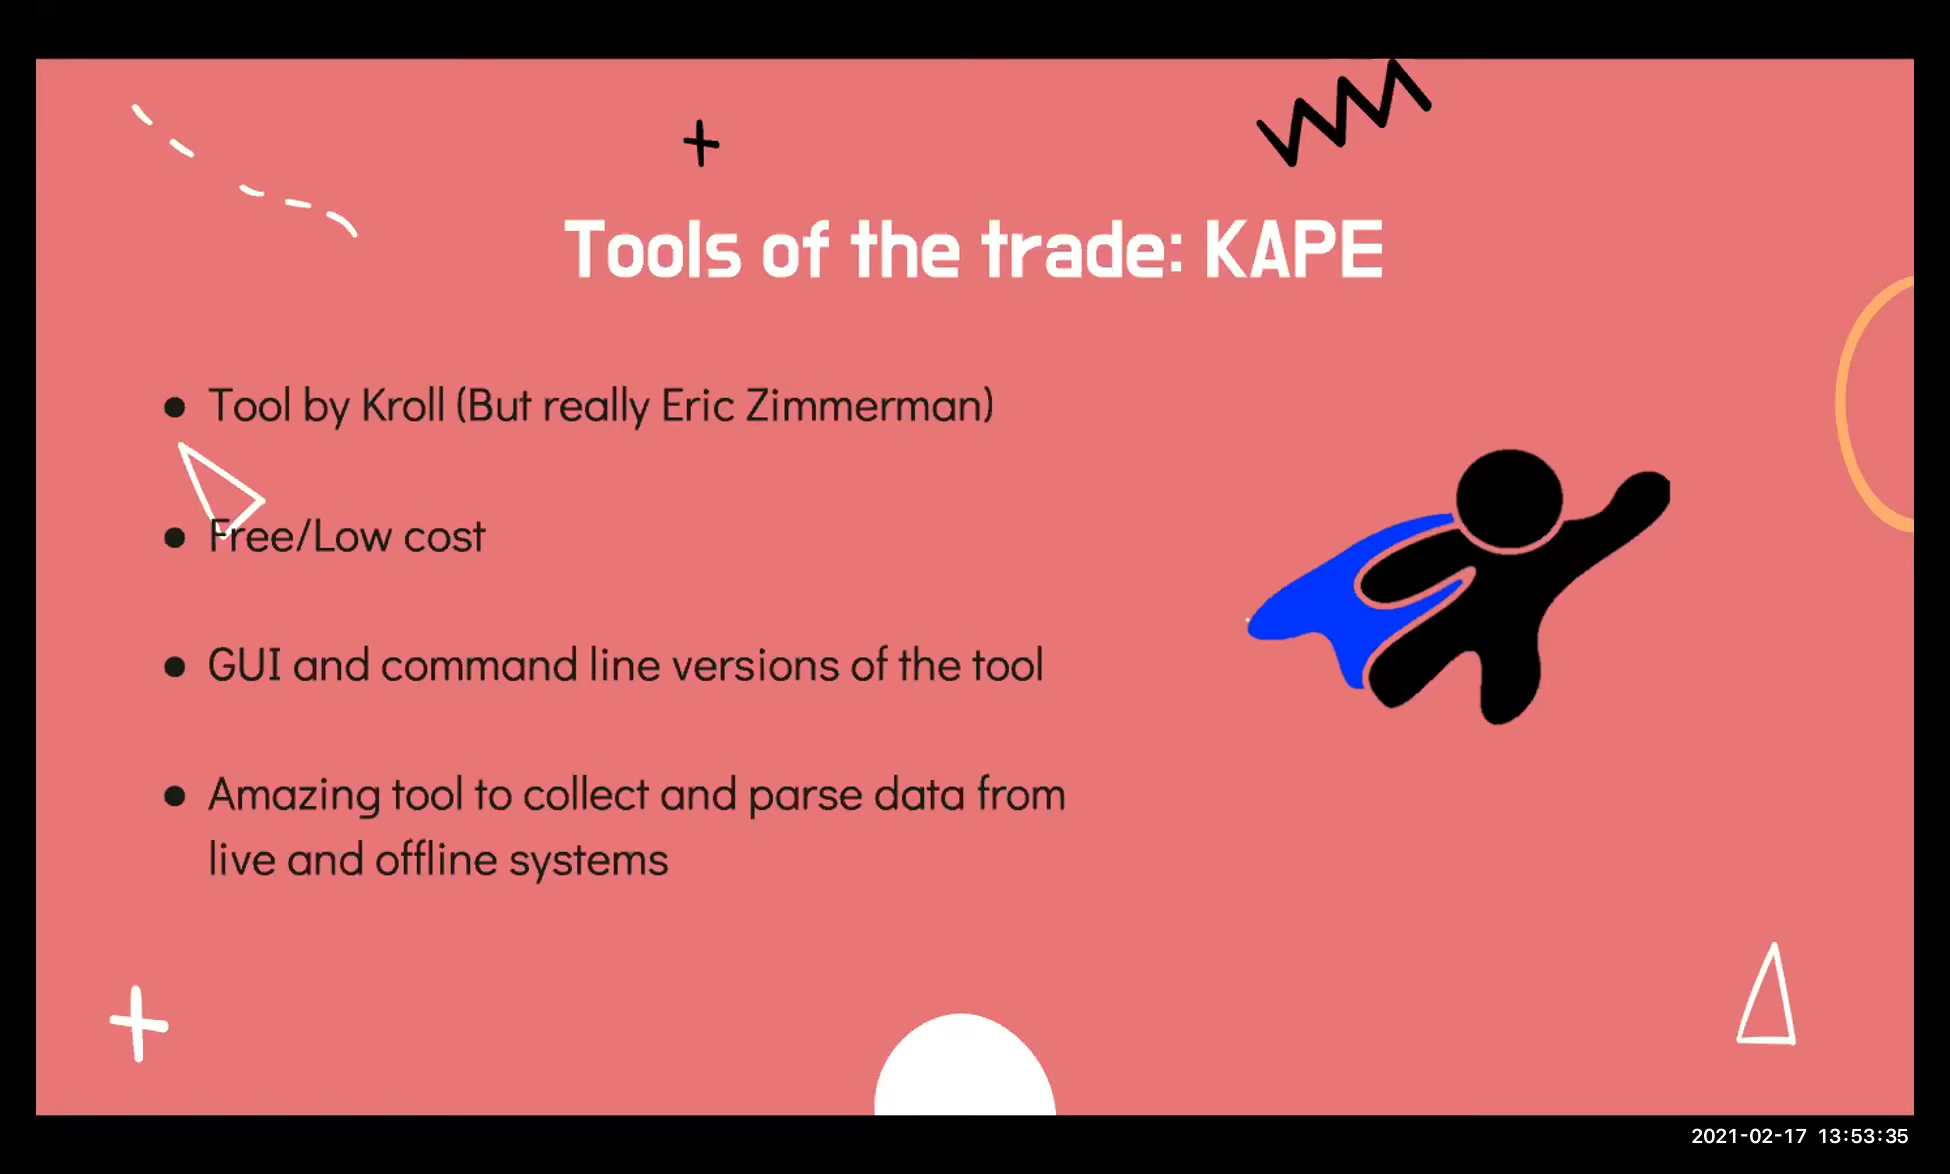 Tools of the trade: KAPE
● Tool by Kroll (But really Eric Zimmerman)
● Free/Low cost
● GUI and command line versions of the tool
● Amazing tool to collect and parse data from
live and offline systems
2021-02-17 13:53:35